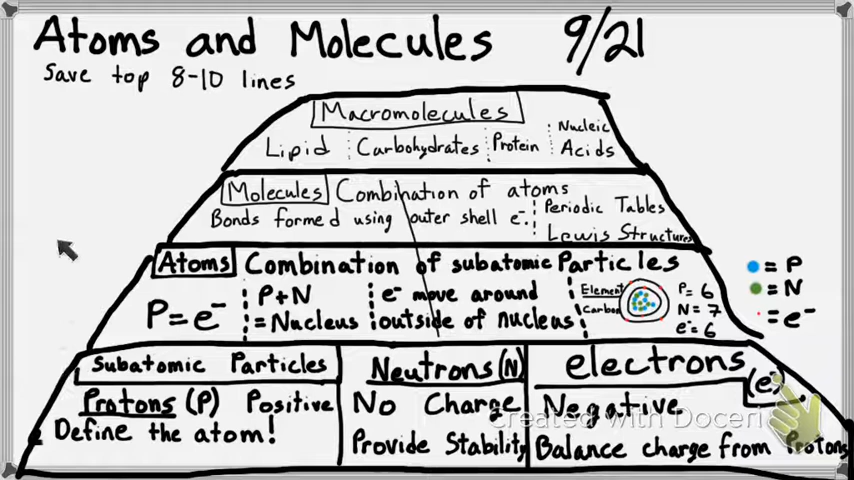 Atoms and Molecules 9/21
Save top 8-10 lines
Macromolecules
Lipid Carbohydrates Protein Nucleic Acids
Molecules Combination of atoms
Bonds formed using outer shell e-.
Periodic Tables
Lewis Structures
Atoms Combination of subatomic Particles
P=e-
P+N
=Nucleus
e- move around
outside of nucleus
Element
Carbon
P=6
N=7
e-=6
=P
=N
=e-
Subatomic Particles
Protons (P) Positive
Define the atom!
Neutrons (N)
No Charge
Provide Stability
electrons
(e-)
Negative
Balance charge from Protons
created with Doceri